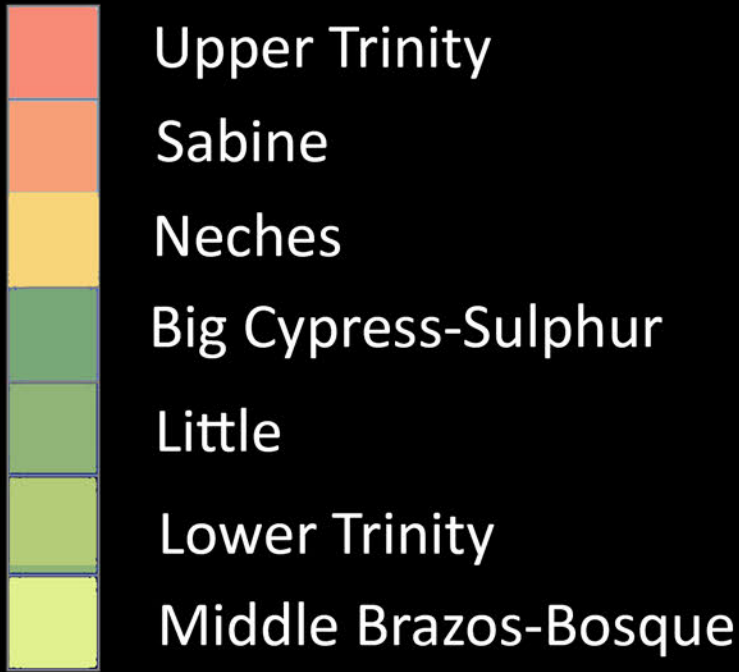 Upper Trinity
Sabine
Neches
Big Cypress-Sulphur
Little
Lower Trinity
Middle Brazos-Bosque